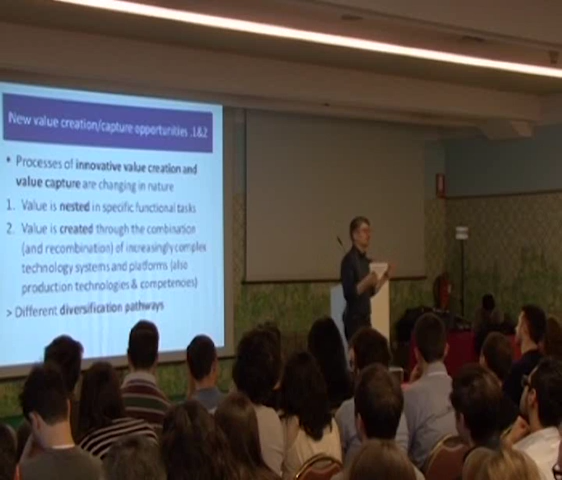 New value creation/capture opportunities .1&2
• Processes of innovative value creation and
value capture are changing in nature
1. Value is nested in specific functional tasks
2. Value is created through the combination
(and recombination) of increasingly complex
technology systems and platforms (also
production technologies & competencies)
> Different diversification pathways